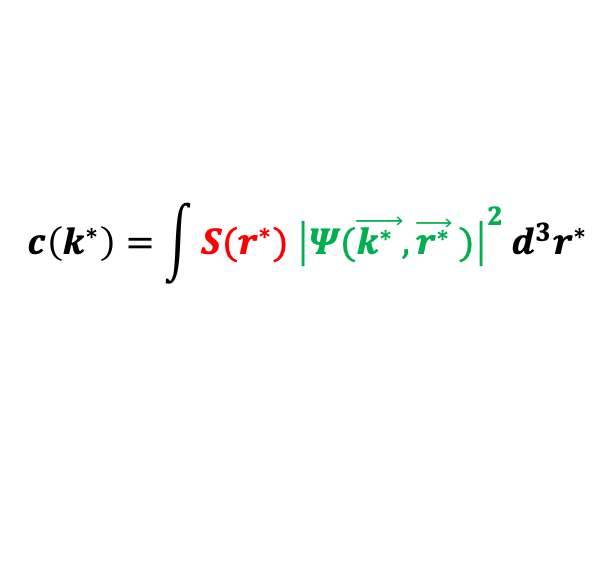 c(k*) = ∫ S(r*) |Ψ(k⃗*, r⃗*)|² d³r*